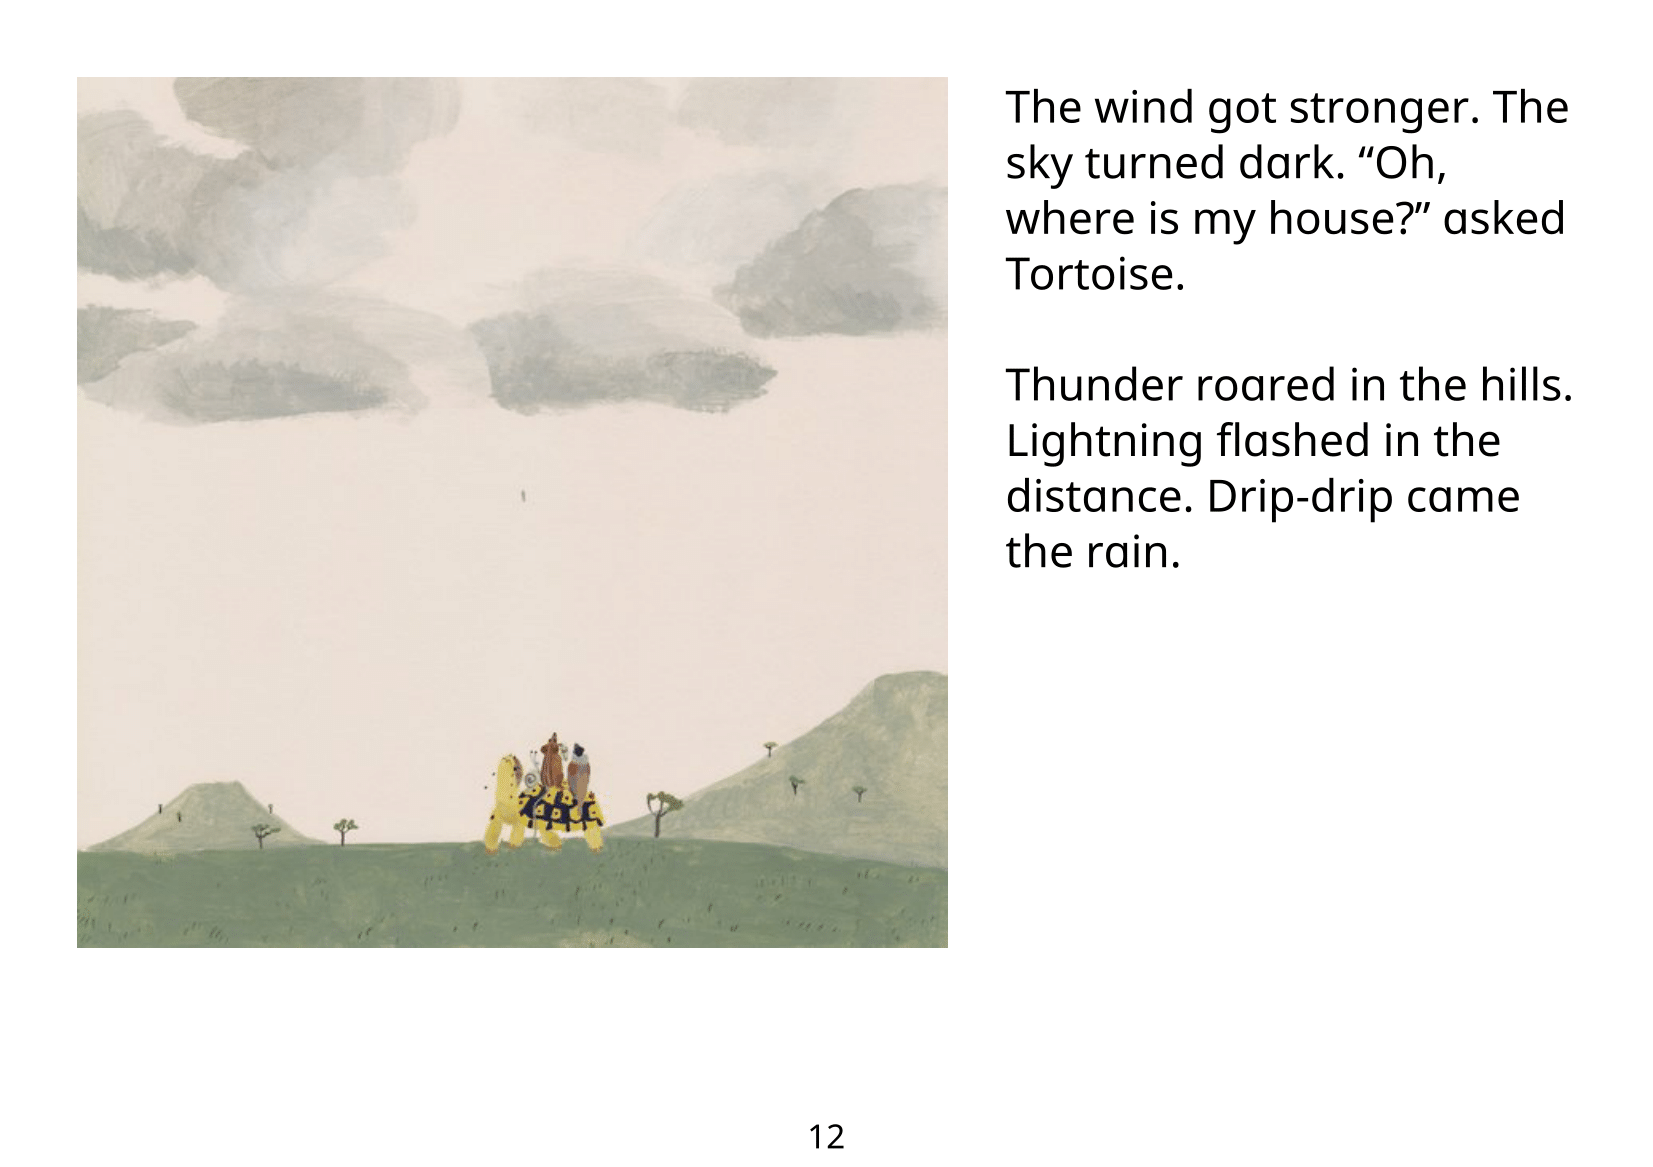 The wind got stronger. The
sky turned dark. “Oh,
where is my house?” asked
Tortoise.
Thunder roared in the hills.
Lightning flashed in the
distance. Drip-drip came
the rain.
12